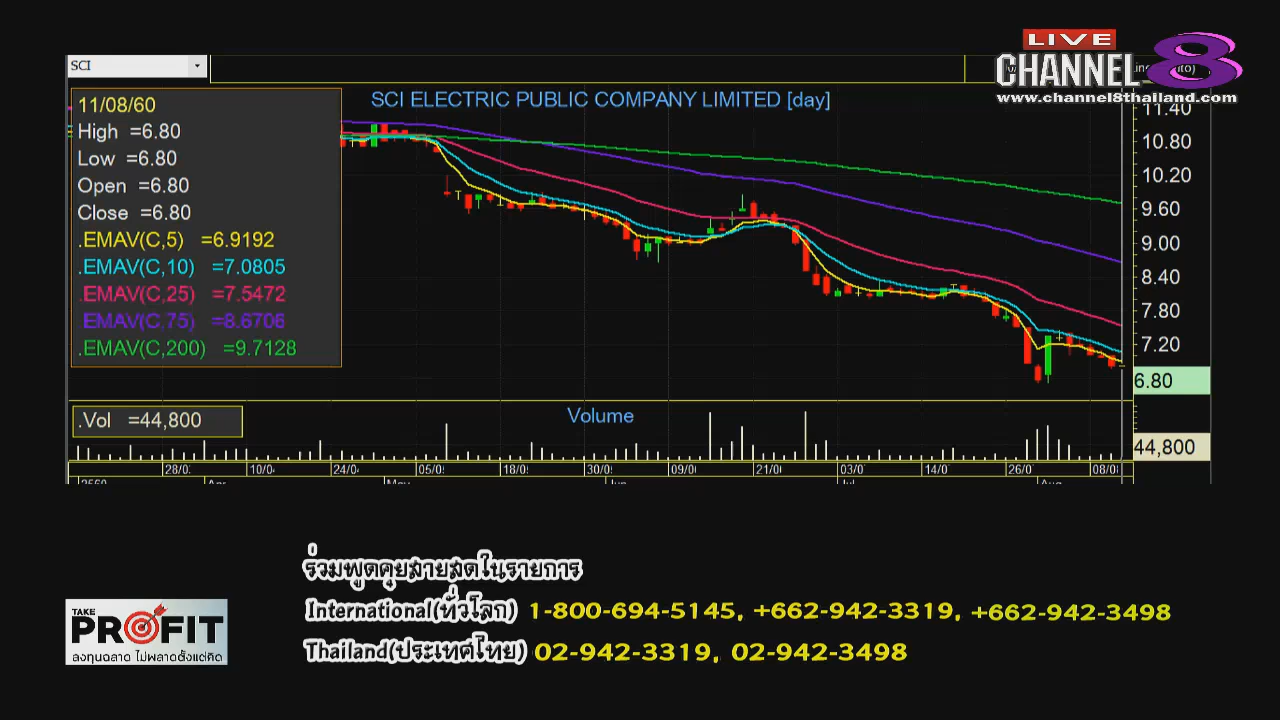 SCI
LIVE
CHANNEL 8
www.channel8thailand.com
SCI ELECTRIC PUBLIC COMPANY LIMITED [day]
11/08/60
High =6.80
Low =6.80
Open =6.80
Close =6.80
.EMAV(C,5) =6.9192
.EMAV(C,10) =7.0805
.EMAV(C,25) =7.5472
.EMAV(C,75) =8.6706
.EMAV(C,200) =9.7128
11.40
10.80
10.20
9.60
9.00
8.40
7.80
7.20
6.80
.Vol =44,800
Volume
44,800
28/0 10/0 24/0 05/0 18/0 30/0 09/0 21/0 03/0 14/0 26/0 08/0
2560 Apr May Jun Jul Aug
ร่วมพูดคุยสายสดในรายการ
International(ทั่วโลก) 1-800-694-5145, +662-942-3319, +662-942-3498
Thailand(ประเทศไทย) 02-942-3319, 02-942-3498
TAKE
PROFIT
ลงทุนฉลาด ไม่พลาดตั้งแต่คิด